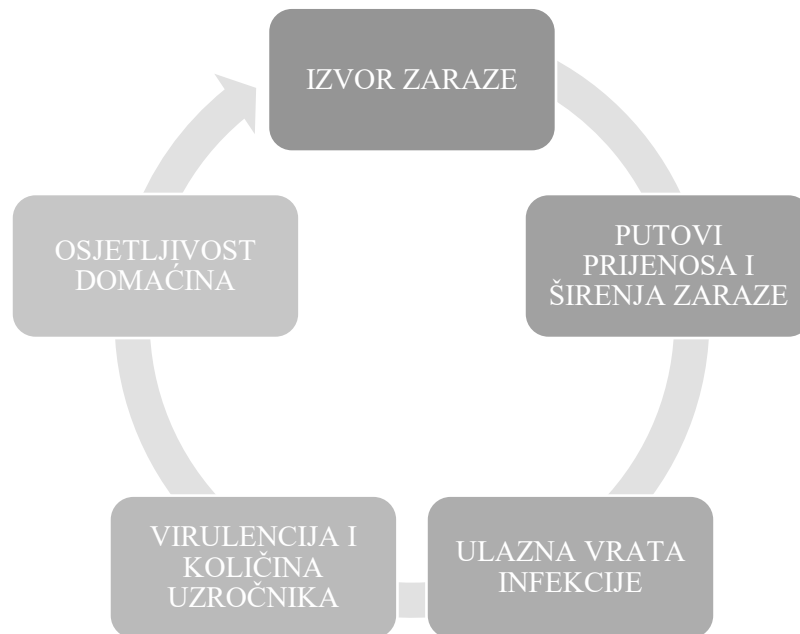 IZVOR ZARAZE
PUTOVI
PRIJENOSA I
ŠIRENJA ZARAZE
ULAZNA VRATA
INFEKCIJE
VIRULENCIJA I
KOLIČINA
UZROČNIKA
OSJETLJIVOST
DOMAĆINA